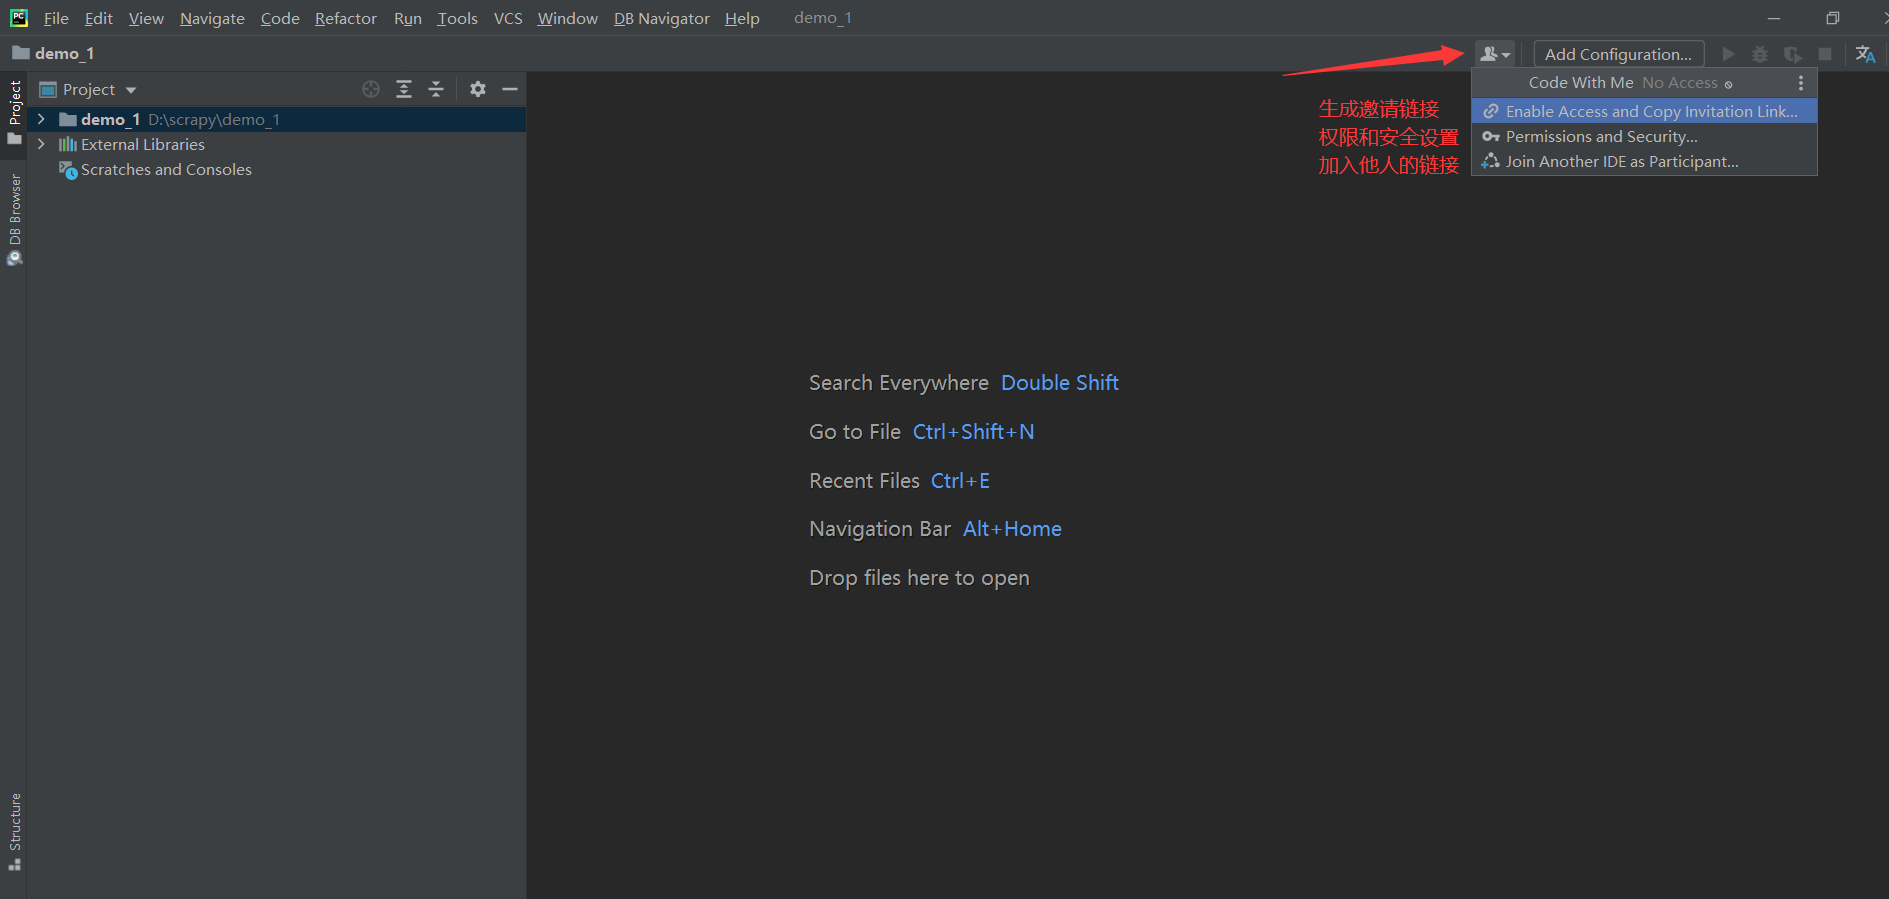 PC File Edit View Navigate Code Refactor Run Tools VCS Window DB Navigator Help demo_1
demo_1
Add Configuration...
Project
Project
Code With Me No Access
demo_1 D:\scrapy\demo_1
生成邀请链接
Enable Access and Copy Invitation Link...
External Libraries
权限和安全设置
Permissions and Security...
Scratches and Consoles
加入他人的链接
Join Another IDE as Participant...
DB Browser
Search Everywhere Double Shift
Go to File Ctrl+Shift+N
Recent Files Ctrl+E
Navigation Bar Alt+Home
Drop files here to open
Structure